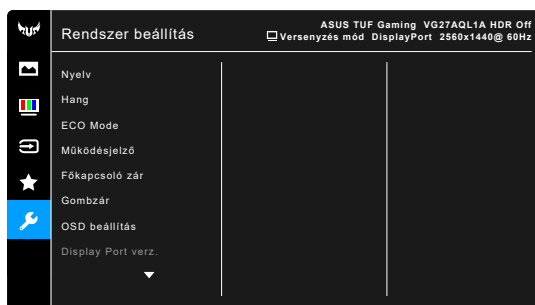 Rendszer beállítás
ASUS TUF Gaming VG27AQL1A HDR Off
Versenyzés mód DisplayPort 2560x1440@ 60Hz
Nyelv
Hang
ECO Mode
Működésjelző
Főkapcsoló zár
Gombzár
OSD beállítás
Display Port verz.